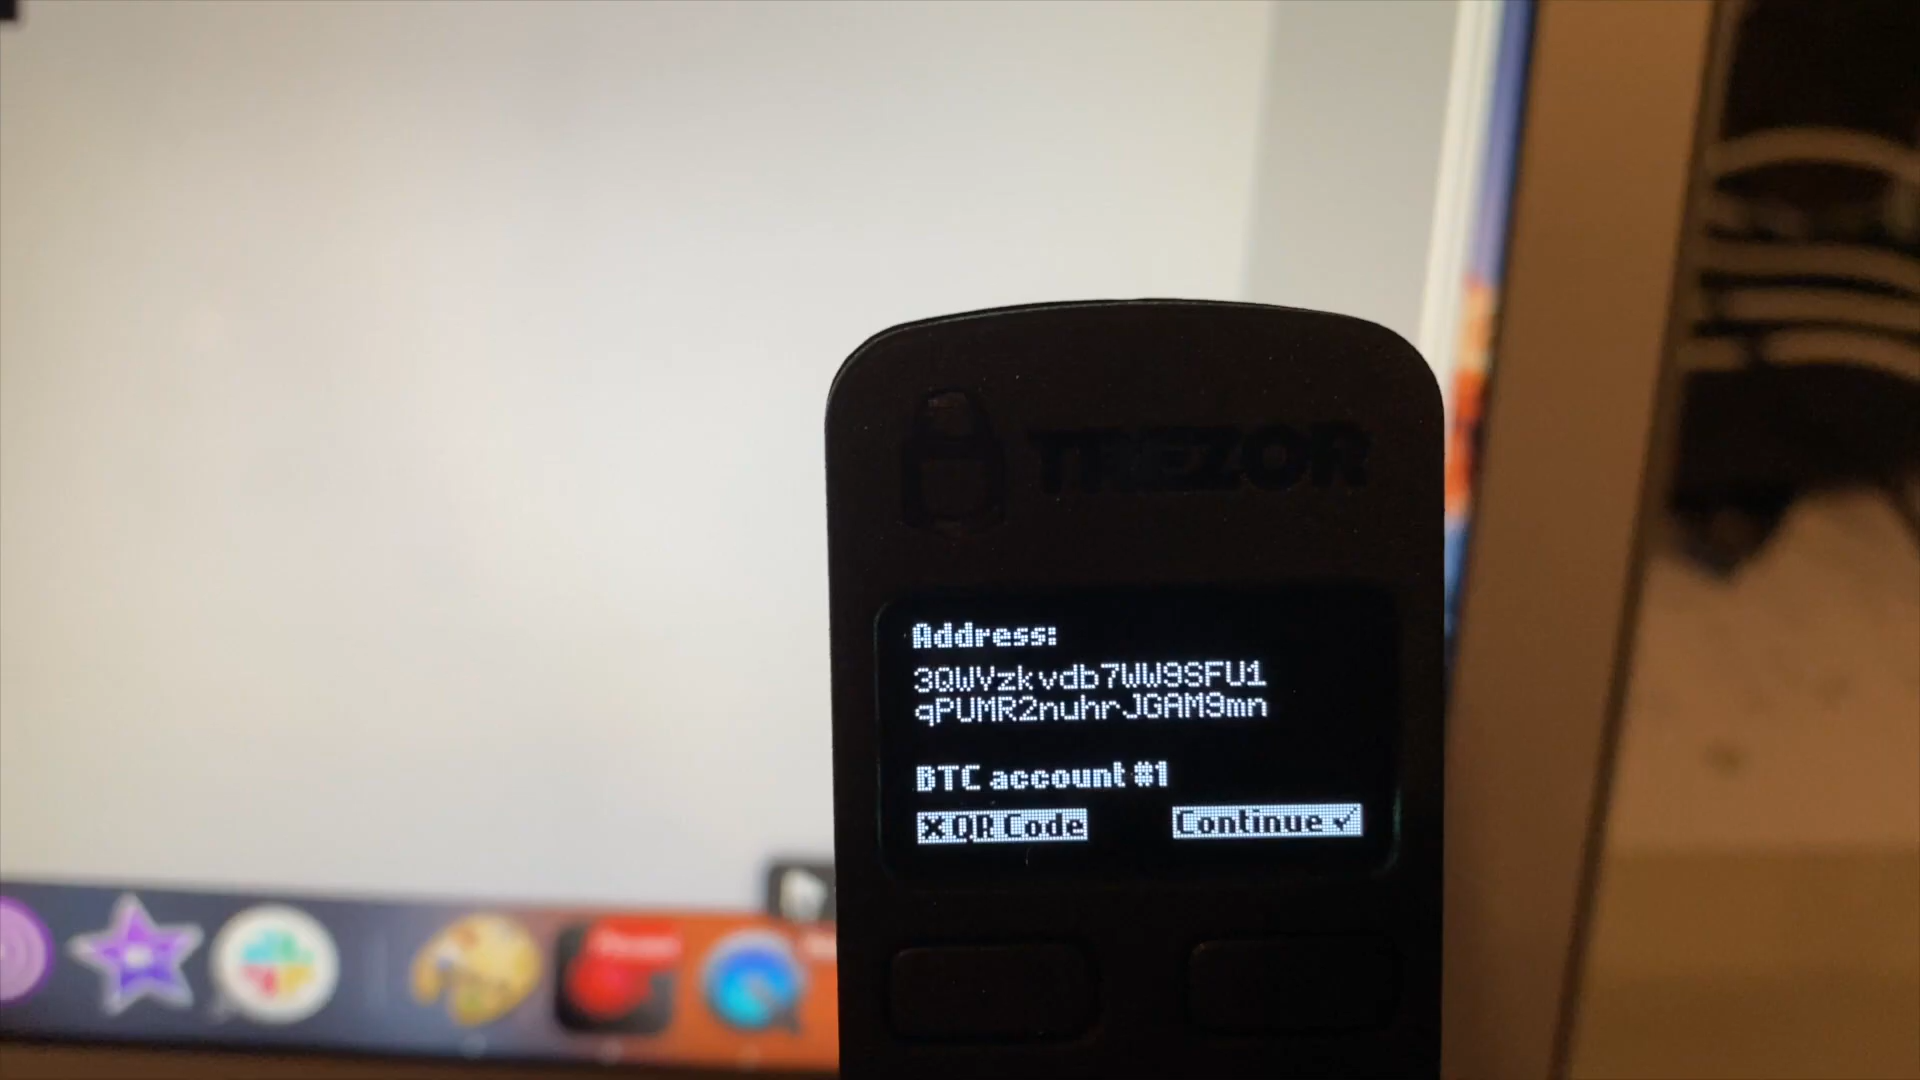 TREZOR
Address:
3QWVzkvdb7WW9SFU1
qPUMR2nuhrJGAM9mn
BTC account #1
QR Code
Continue